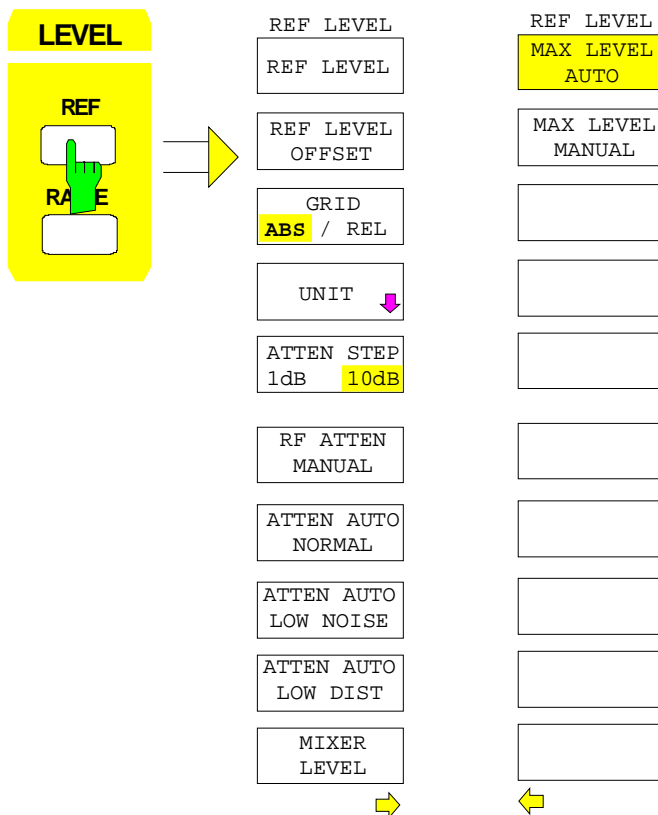 LEVEL
REF
RA E
REF LEVEL
REF LEVEL
REF LEVEL
OFFSET
GRID
ABS / REL
UNIT
ATTEN STEP
1dB 10dB
RF ATTEN
MANUAL
ATTEN AUTO
NORMAL
ATTEN AUTO
LOW NOISE
ATTEN AUTO
LOW DIST
MIXER
LEVEL
REF LEVEL
MAX LEVEL
AUTO
MAX LEVEL
MANUAL